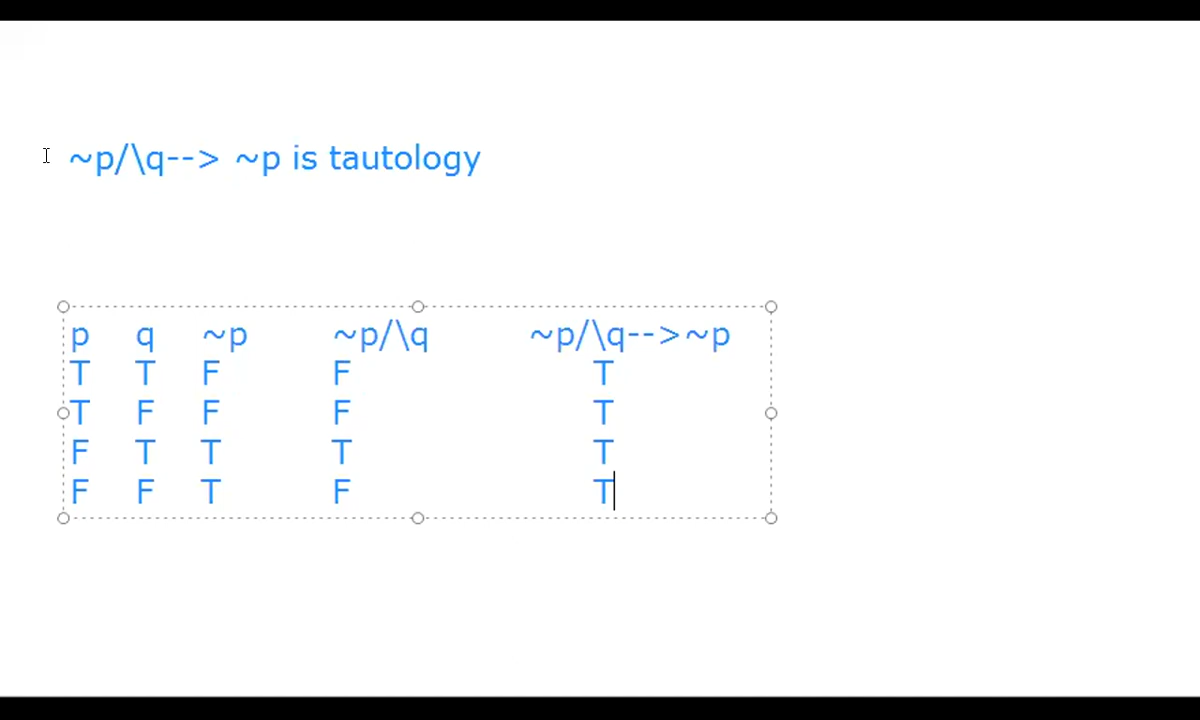 ~p/\q--> ~p is tautology
p q ~p ~p/\q ~p/\q-->~p
T T F F T
T F F F T
F T T T T
F F T F T